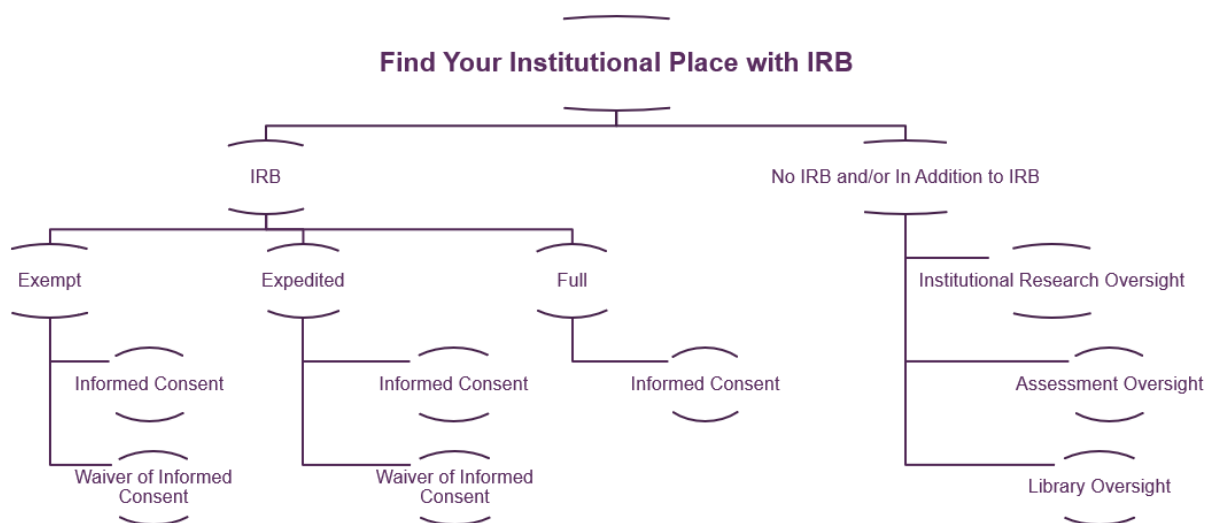 Find Your Institutional Place with IRB
IRB
No IRB and/or In Addition to IRB
Exempt
Expedited
Full
Institutional Research Oversight
Informed Consent
Informed Consent
Informed Consent
Assessment Oversight
Waiver of Informed
Consent
Waiver of Informed
Consent
Library Oversight